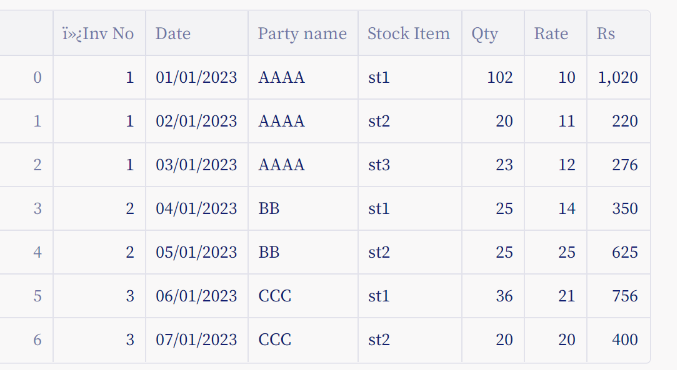 ï»¿Inv No Date Party name Stock Item Qty Rate Rs
0 1 01/01/2023 AAAA st1 102 10 1,020
1 1 02/01/2023 AAAA st2 20 11 220
2 1 03/01/2023 AAAA st3 23 12 276
3 2 04/01/2023 BB st1 25 14 350
4 2 05/01/2023 BB st2 25 25 625
5 3 06/01/2023 CCC st1 36 21 756
6 3 07/01/2023 CCC st2 20 20 400